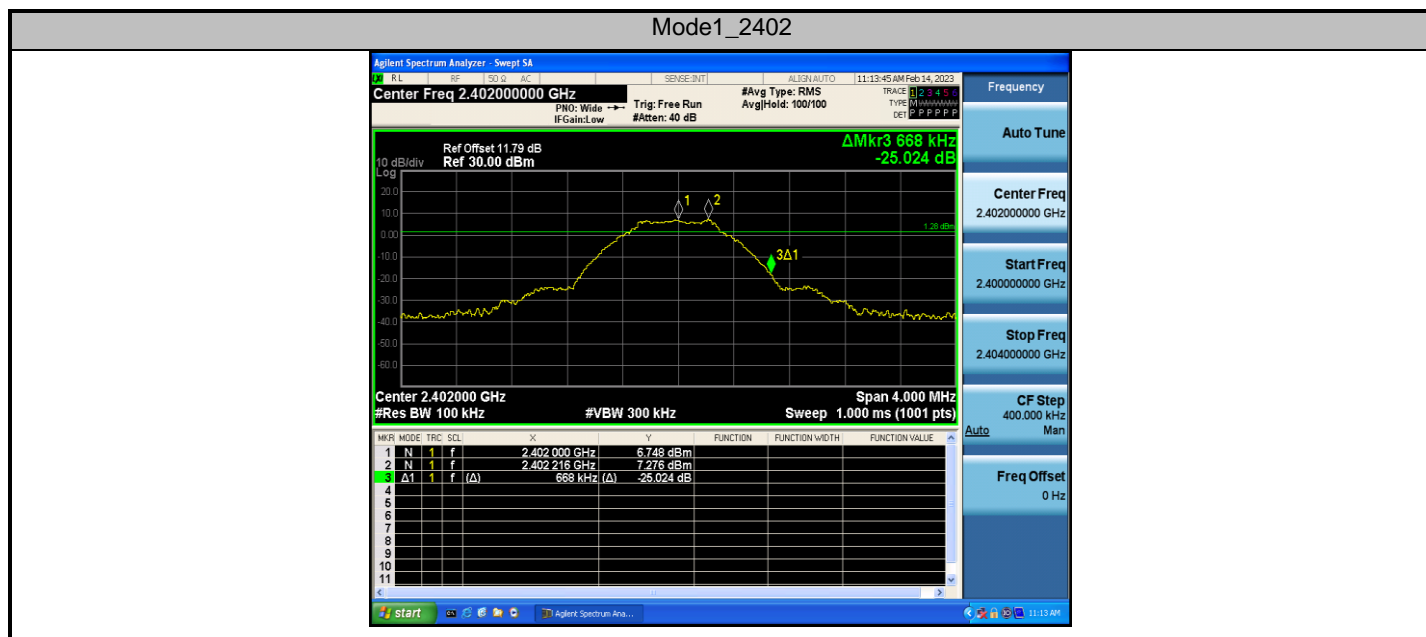 Mode1_2402
Agilent Spectrum Analyzer - Swept SA
RL RF 50 Ω AC SENSE:INT ALIGN AUTO 11:13:45 AM Feb 14, 2023
Center Freq 2.402000000 GHz
PNO: Wide
IFGain:Low
Trig: Free Run
#Atten: 40 dB
#Avg Type: RMS
Avg|Hold: 100/100
TRACE 1 2 3 4 5 6
TYPE M
DET P P P P P P
Ref Offset 11.79 dB
10 dB/div Ref 30.00 dBm
Log
ΔMkr3 668 kHz
-25.024 dB
20.0
10.0
0.00
-10.0
-20.0
-30.0
-40.0
-50.0
-60.0
1
2
3Δ1
1.28 dBm
Center 2.402000 GHz Span 4.000 MHz
#Res BW 100 kHz #VBW 300 kHz Sweep 1.000 ms (1001 pts)
MKR MODE TRC SCL X Y FUNCTION FUNCTION WIDTH FUNCTION VALUE
1 N 1 f 2.402 000 GHz 6.748 dBm
2 N 1 f 2.402 216 GHz 7.276 dBm
3 Δ1 1 f (Δ) 668 kHz (Δ) -25.024 dB
4
5
6
7
8
9
10
11
Frequency
Auto Tune
Center Freq
2.402000000 GHz
Start Freq
2.400000000 GHz
Stop Freq
2.404000000 GHz
CF Step
400.000 kHz
Auto Man
Freq Offset
0 Hz
start Agilent Spectrum Ana... 11:13 AM